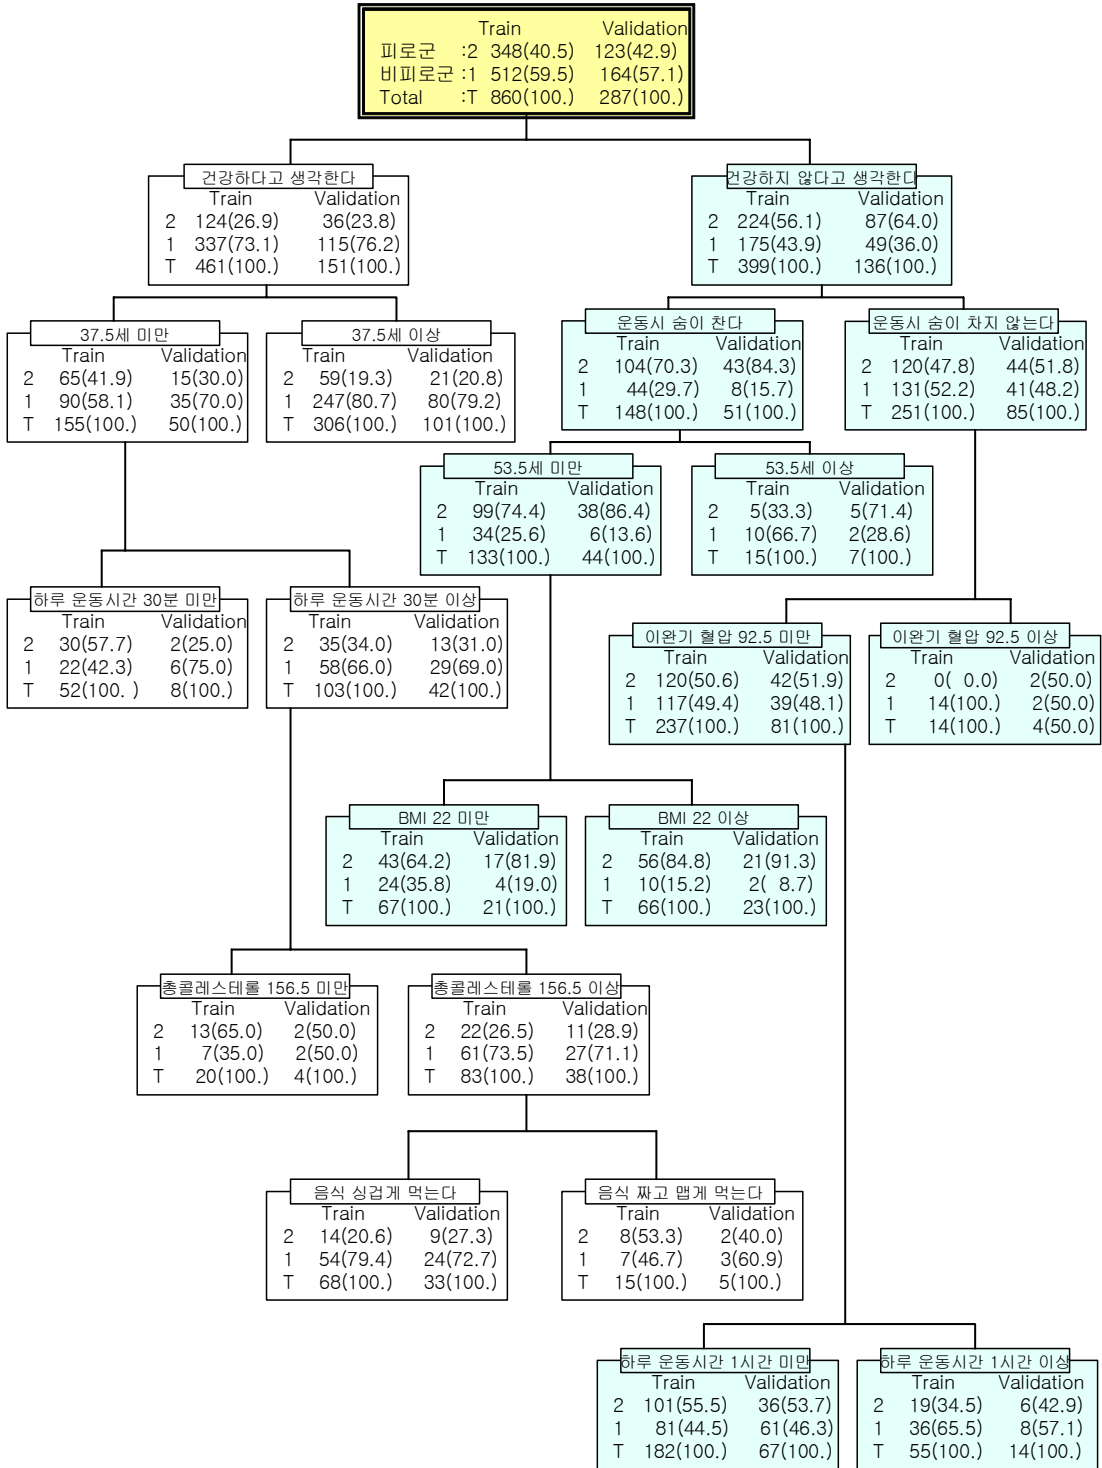 Train Validation
피로군 :2 348(40.5) 123(42.9)
비피로군 :1 512(59.5) 164(57.1)
Total :T 860(100.) 287(100.)
건강하다고 생각한다
Train Validation
2 124(26.9) 36(23.8)
1 337(73.1) 115(76.2)
T 461(100.) 151(100.)
건강하지 않다고 생각한다
Train Validation
2 224(56.1) 87(64.0)
1 175(43.9) 49(36.0)
T 399(100.) 136(100.)
37.5세 미만
Train Validation
2 65(41.9) 15(30.0)
1 90(58.1) 35(70.0)
T 155(100.) 50(100.)
37.5세 이상
Train Validation
2 59(19.3) 21(20.8)
1 247(80.7) 80(79.2)
T 306(100.) 101(100.)
운동시 숨이 찬다
Train Validation
2 104(70.3) 43(84.3)
1 44(29.7) 8(15.7)
T 148(100.) 51(100.)
운동시 숨이 차지 않는다
Train Validation
2 120(47.8) 44(51.8)
1 131(52.2) 41(48.2)
T 251(100.) 85(100.)
53.5세 미만
Train Validation
2 99(74.4) 38(86.4)
1 34(25.6) 6(13.6)
T 133(100.) 44(100.)
53.5세 이상
Train Validation
2 5(33.3) 5(71.4)
1 10(66.7) 2(28.6)
T 15(100.) 7(100.)
하루 운동시간 30분 미만
Train Validation
2 30(57.7) 2(25.0)
1 22(42.3) 6(75.0)
T 52(100. ) 8(100.)
하루 운동시간 30분 이상
Train Validation
2 35(34.0) 13(31.0)
1 58(66.0) 29(69.0)
T 103(100.) 42(100.)
이완기 혈압 92.5 미만
Train Validation
2 120(50.6) 42(51.9)
1 117(49.4) 39(48.1)
T 237(100.) 81(100.)
이완기 혈압 92.5 이상
Train Validation
2 0( 0.0) 2(50.0)
1 14(100.) 2(50.0)
T 14(100.) 4(50.0)
BMI 22 미만
Train Validation
2 43(64.2) 17(81.9)
1 24(35.8) 4(19.0)
T 67(100.) 21(100.)
BMI 22 이상
Train Validation
2 56(84.8) 21(91.3)
1 10(15.2) 2( 8.7)
T 66(100.) 23(100.)
총콜레스테롤 156.5 미만
Train Validation
2 13(65.0) 2(50.0)
1 7(35.0) 2(50.0)
T 20(100.) 4(100.)
총콜레스테롤 156.5 이상
Train Validation
2 22(26.5) 11(28.9)
1 61(73.5) 27(71.1)
T 83(100.) 38(100.)
음식 싱겁게 먹는다
Train Validation
2 14(20.6) 9(27.3)
1 54(79.4) 24(72.7)
T 68(100.) 33(100.)
음식 짜고 맵게 먹는다
Train Validation
2 8(53.3) 2(40.0)
1 7(46.7) 3(60.9)
T 15(100.) 5(100.)
하루 운동시간 1시간 미만
Train Validation
2 101(55.5) 36(53.7)
1 81(44.5) 61(46.3)
T 182(100.) 67(100.)
하루 운동시간 1시간 이상
Train Validation
2 19(34.5) 6(42.9)
1 36(65.5) 8(57.1)
T 55(100.) 14(100.)